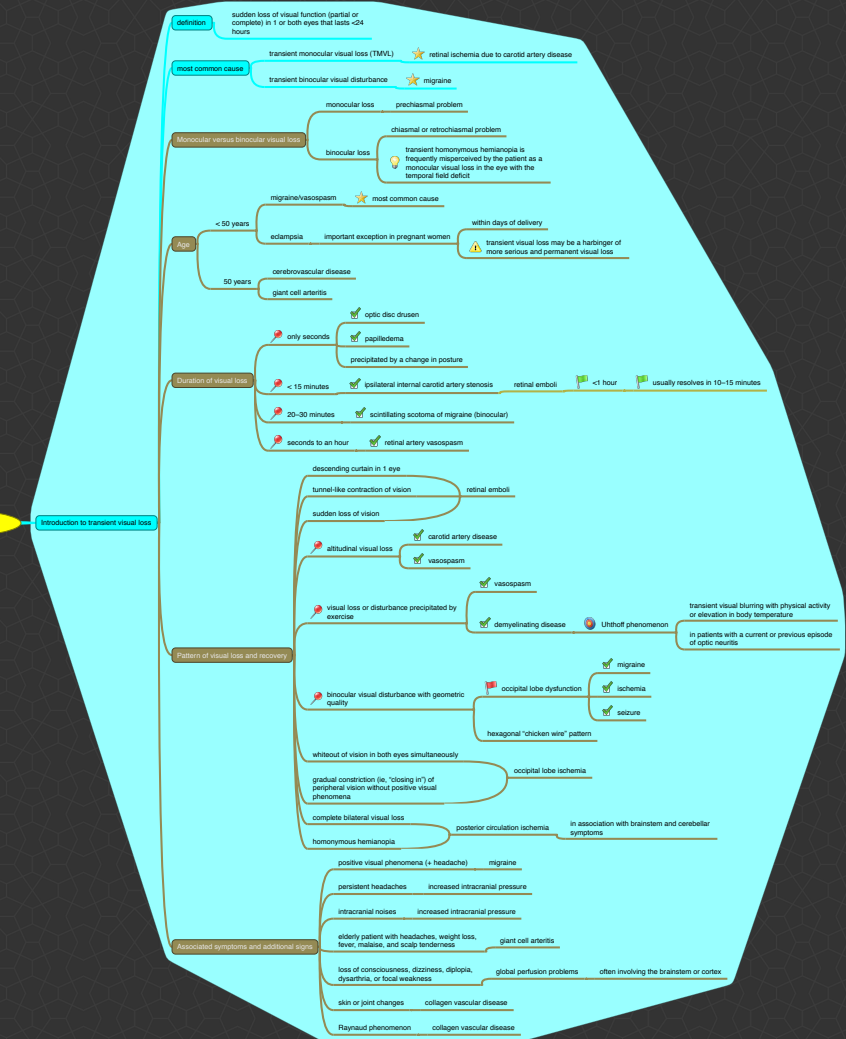 definition
sudden loss of visual function (partial or
complete) in 1 or both eyes that lasts <24
hours
most common cause
transient monocular visual loss (TMVL)
retinal ischemia due to carotid artery disease
transient binocular visual disturbance
migraine
Monocular versus binocular visual loss
monocular loss
prechiasmal problem
binocular loss
chiasmal or retrochiasmal problem
transient homonymous hemianopia is
frequently misperceived by the patient as a
monocular visual loss in the eye with the
temporal field deficit
Age
< 50 years
migraine/vasospasm
most common cause
eclampsia
important exception in pregnant women
within days of delivery
transient visual loss may be a harbinger of
more serious and permanent visual loss
50 years
cerebrovascular disease
giant cell arteritis
Duration of visual loss
only seconds
optic disc drusen
papilledema
precipitated by a change in posture
< 15 minutes
ipsilateral internal carotid artery stenosis
retinal emboli
<1 hour
usually resolves in 10–15 minutes
20–30 minutes
scintillating scotoma of migraine (binocular)
seconds to an hour
retinal artery vasospasm
Introduction to transient visual loss
Pattern of visual loss and recovery
descending curtain in 1 eye
tunnel-like contraction of vision
sudden loss of vision
retinal emboli
altitudinal visual loss
carotid artery disease
vasospasm
visual loss or disturbance precipitated by
exercise
vasospasm
demyelinating disease
Uhthoff phenomenon
transient visual blurring with physical activity
or elevation in body temperature
in patients with a current or previous episode
of optic neuritis
binocular visual disturbance with geometric
quality
occipital lobe dysfunction
migraine
ischemia
seizure
hexagonal “chicken wire” pattern
whiteout of vision in both eyes simultaneously
gradual constriction (ie, “closing in”) of
peripheral vision without positive visual
phenomena
occipital lobe ischemia
complete bilateral visual loss
homonymous hemianopia
posterior circulation ischemia
in association with brainstem and cerebellar
symptoms
Associated symptoms and additional signs
positive visual phenomena (+ headache)
migraine
persistent headaches
increased intracranial pressure
intracranial noises
increased intracranial pressure
elderly patient with headaches, weight loss,
fever, malaise, and scalp tenderness
giant cell arteritis
loss of consciousness, dizziness, diplopia,
dysarthria, or focal weakness
global perfusion problems
often involving the brainstem or cortex
skin or joint changes
collagen vascular disease
Raynaud phenomenon
collagen vascular disease